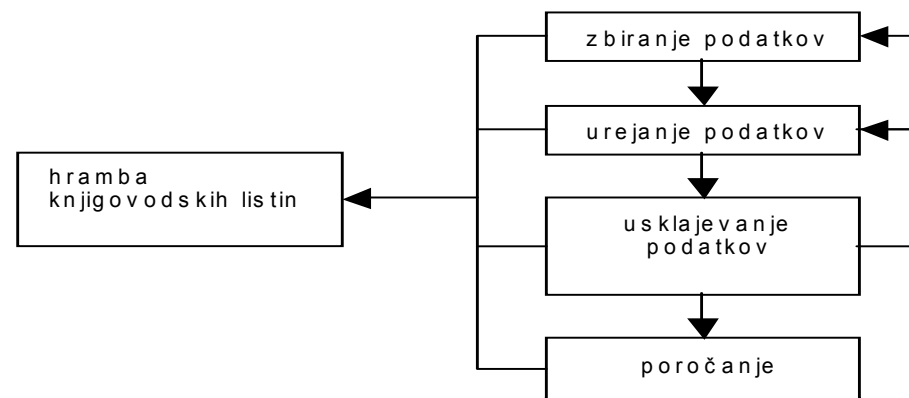 zbiranje podatkov
urejanje podatkov
hramba
knjigovodskih listin
usklajevanje
podatkov
poročanje